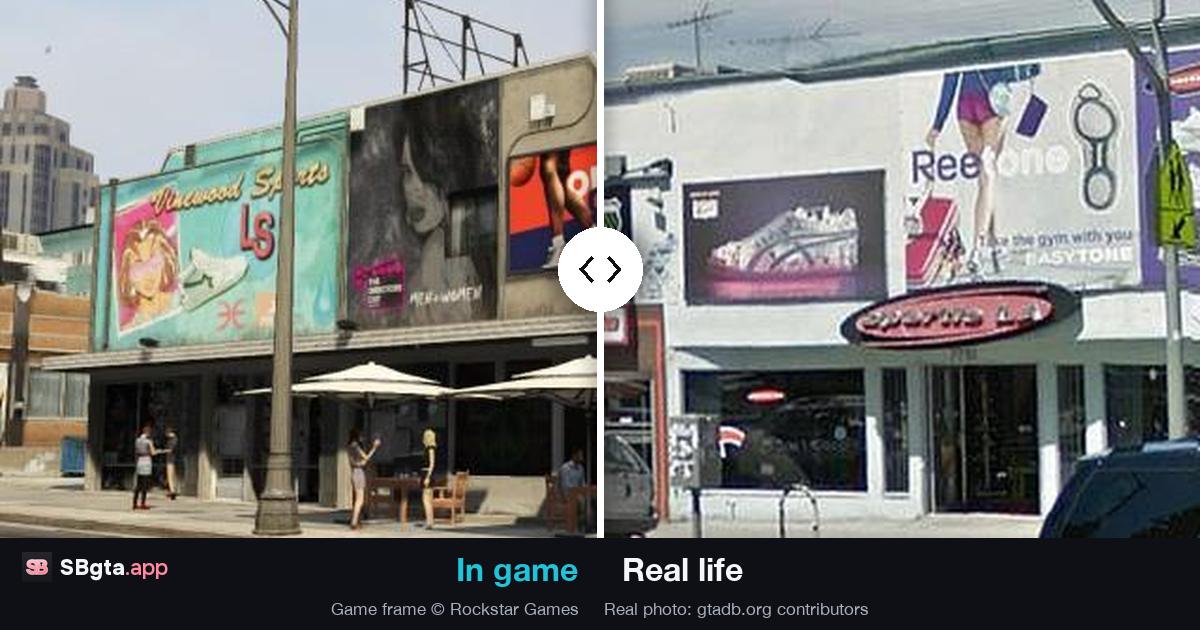 Vinewood Sports
LS
MEN & WOMEN
Reetone
Take the gym with you
EASYTONE
Sports LA
SBgta.app
In game
Real life
Game frame © Rockstar Games
Real photo: gtadb.org contributors